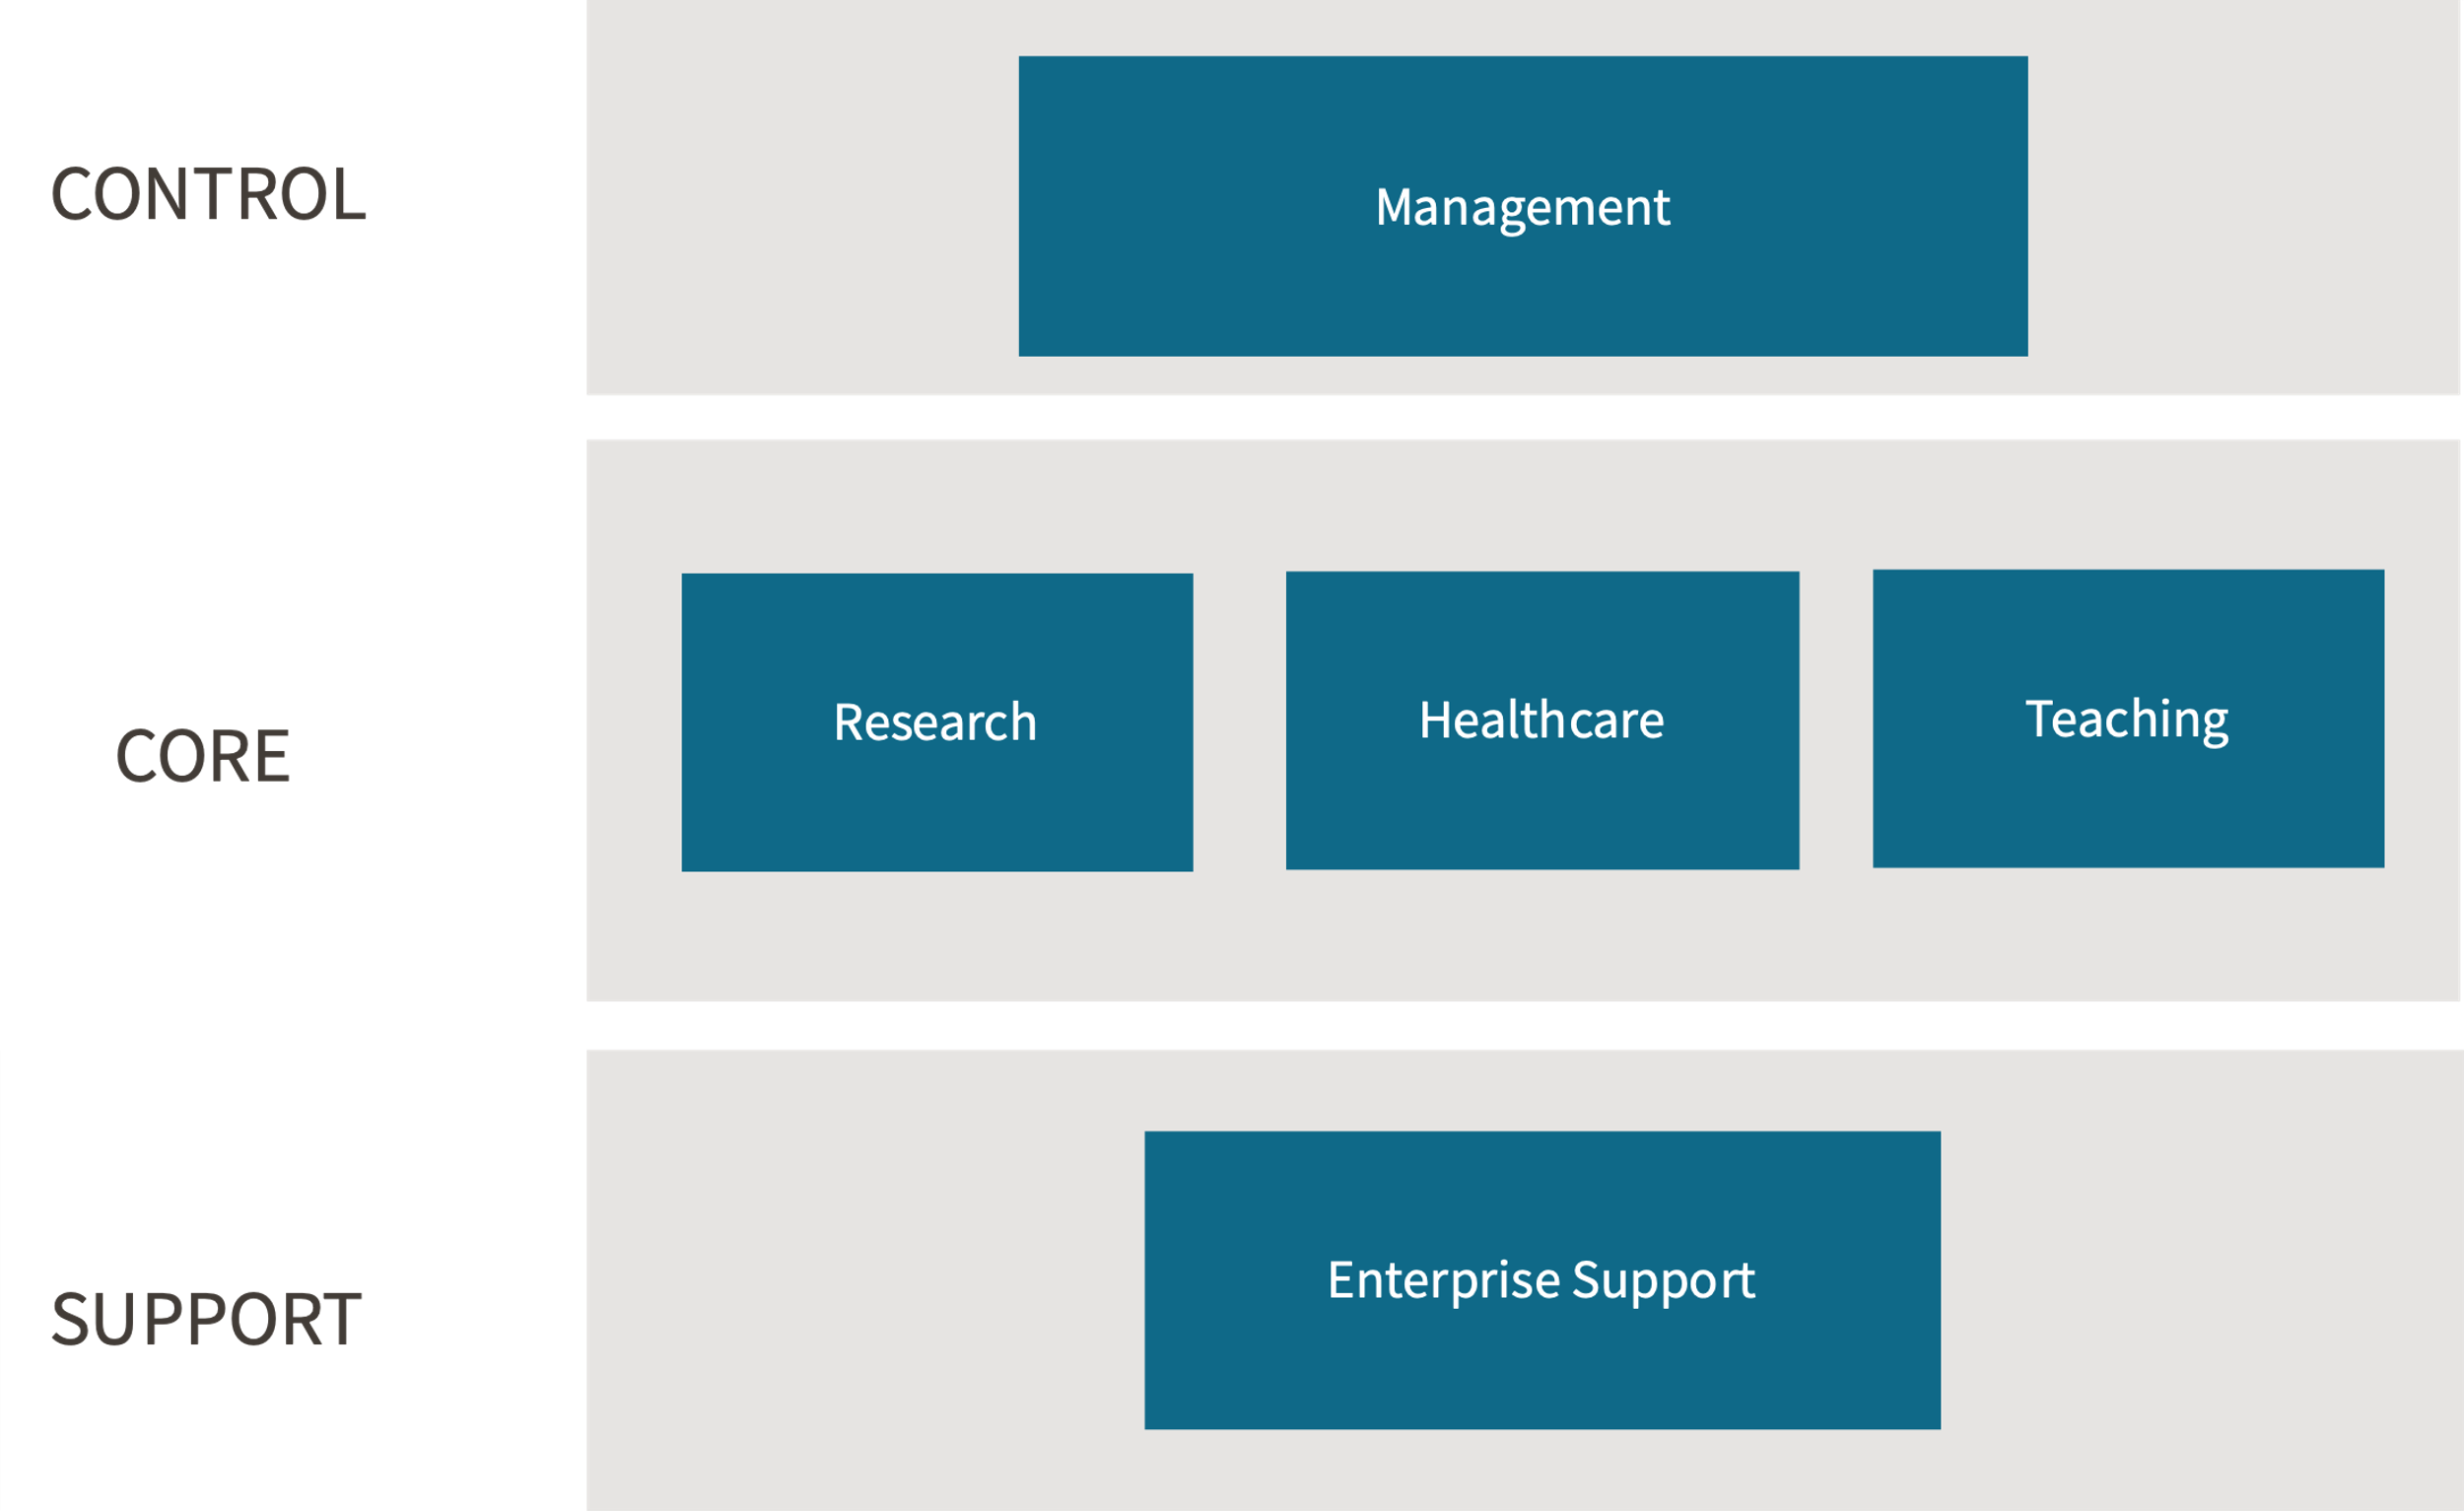 CONTROL
Management
CORE
Research
Healthcare
Teaching
SUPPORT
Enterprise Support